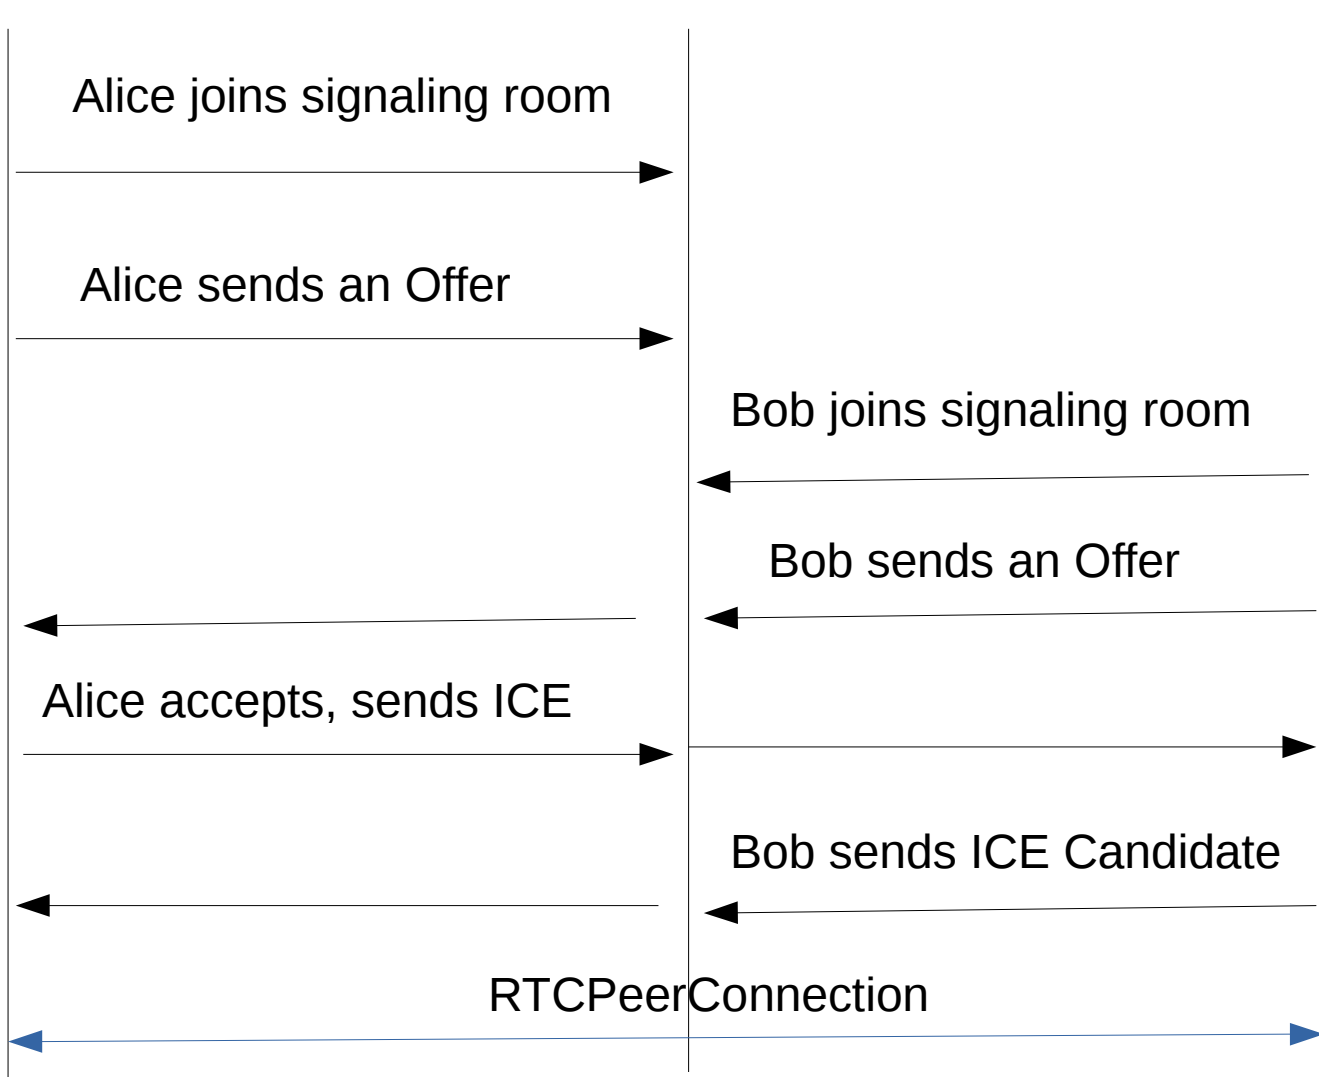 Alice joins signaling room
Alice sends an Offer
Bob joins signaling room
Bob sends an Offer
Alice accepts, sends ICE
Bob sends ICE Candidate
RTCPeerConnection